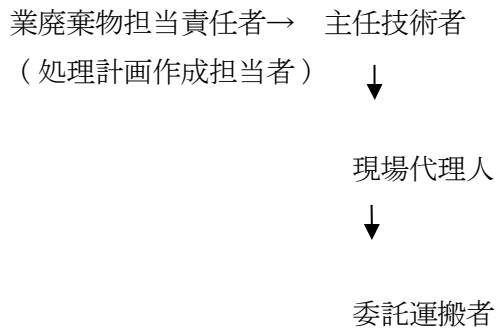 業廃棄物担当責任者→　主任技術者
（処理計画作成担当者）
↓
現場代理人
↓
委託運搬者